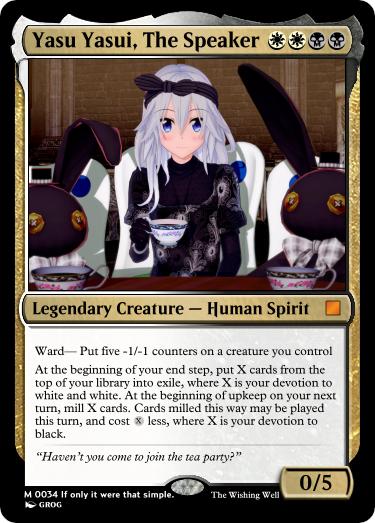 Yasu Yasui, The Speaker
Legendary Creature — Human Spirit
Ward— Put five -1/-1 counters on a creature you control
At the beginning of your end step, put X cards from the
top of your library into exile, where X is your devotion to
white and white. At the beginning of upkeep on your next
turn, mill X cards. Cards milled this way may be played
this turn, and cost X less, where X is your devotion to
black.
“Haven’t you come to join the tea party?”
0/5
M 0034 If only it were that simple.
The Wishing Well
GROG